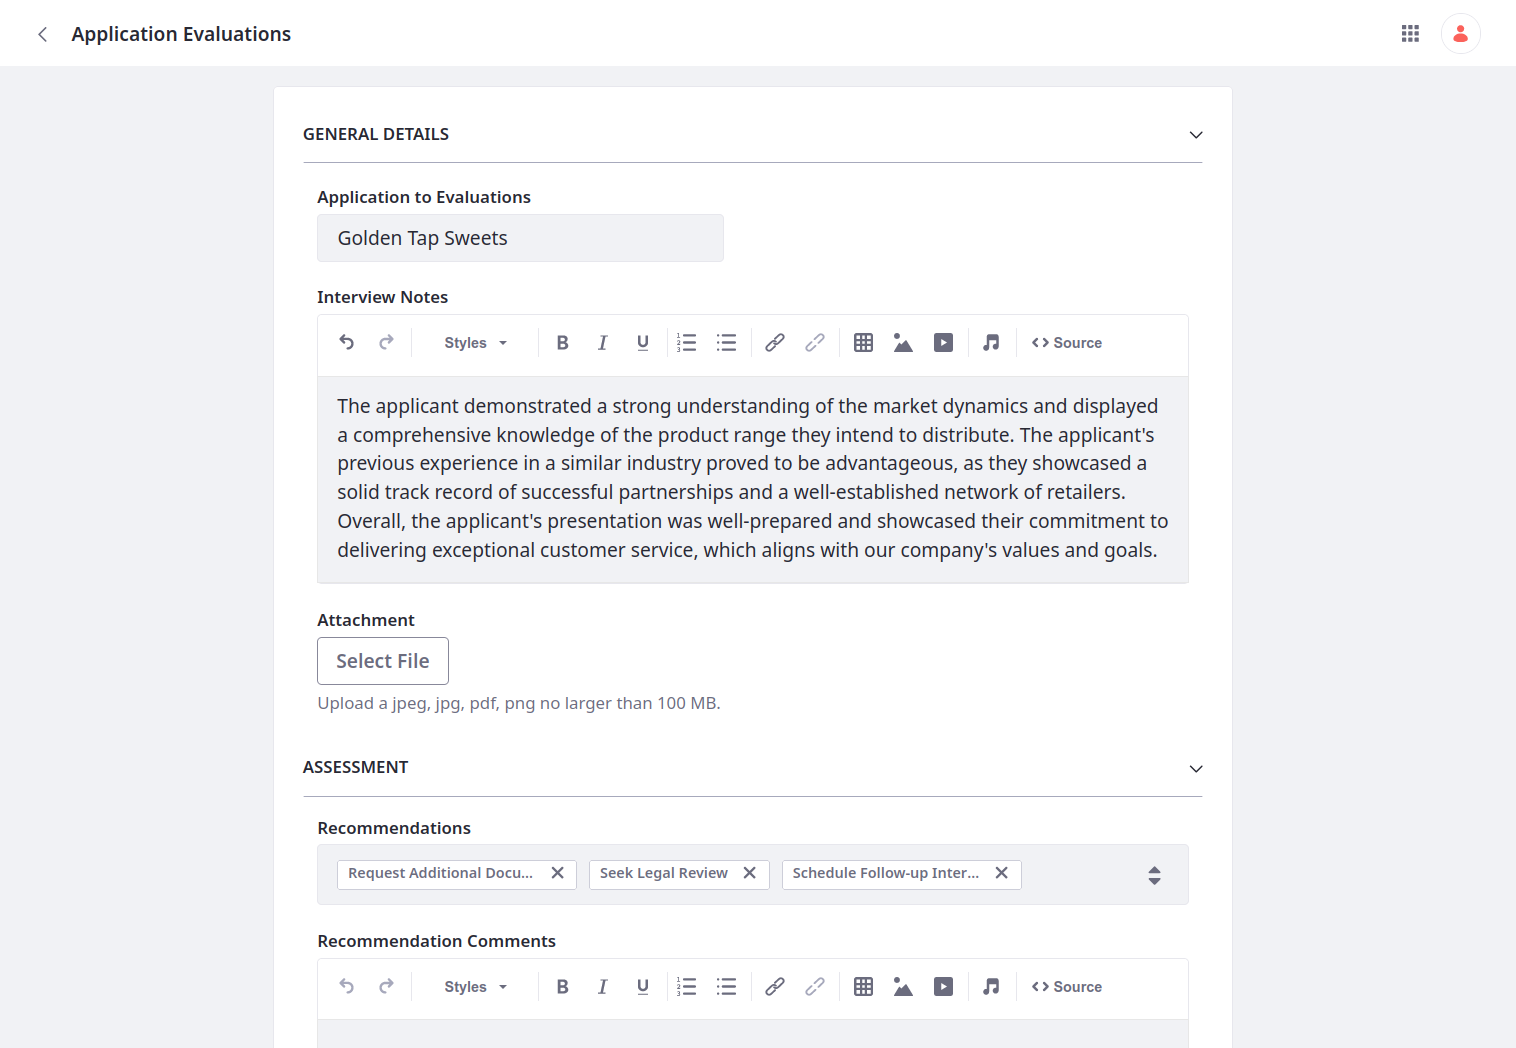 Application Evaluations
GENERAL DETAILS
Application to Evaluations
Golden Tap Sweets
Interview Notes
Styles B I U Source
The applicant demonstrated a strong understanding of the market dynamics and displayed
a comprehensive knowledge of the product range they intend to distribute. The applicant's
previous experience in a similar industry proved to be advantageous, as they showcased a
solid track record of successful partnerships and a well-established network of retailers.
Overall, the applicant's presentation was well-prepared and showcased their commitment to
delivering exceptional customer service, which aligns with our company's values and goals.
Attachment
Select File
Upload a jpeg, jpg, pdf, png no larger than 100 MB.
ASSESSMENT
Recommendations
Request Additional Docu... Seek Legal Review Schedule Follow-up Inter...
Recommendation Comments
Styles B I U Source